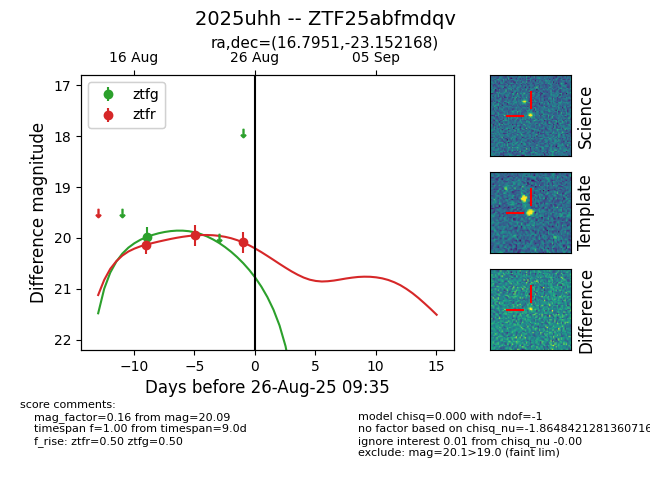 2025uhh -- ZTF25abfmdqv
ra,dec=(16.7951,-23.152168)
16 Aug
26 Aug
05 Sep
ztfg
ztfr
17
18
19
20
21
22
Difference magnitude
−10
−5
0
5
10
15
Days before 26-Aug-25 09:35
Science
Template
Difference
score comments:
mag_factor=0.16 from mag=20.09
timespan f=1.00 from timespan=9.0d
f_rise: ztfr=0.50 ztfg=0.50
model chisq=0.000 with ndof=-1
no factor based on chisq_nu=-1.8648421281360716
ignore interest 0.01 from chisq_nu -0.00
exclude: mag=20.1>19.0 (faint lim)